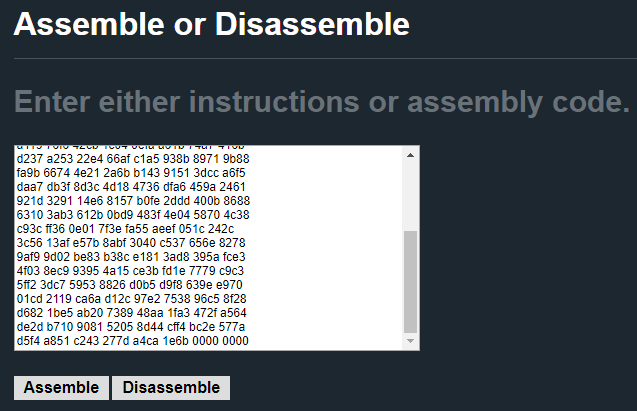 Assemble or Disassemble
Enter either instructions or assembly code.
d237 a253 22e4 66af c1a5 938b 8971 9b88
fa9b 6674 4e21 2a6b b143 9151 3dcc a6f5
daa7 db3f 8d3c 4d18 4736 dfa6 459a 2461
921d 3291 14e6 8157 b0fe 2ddd 400b 8688
6310 3ab3 612b 0bd9 483f 4e04 5870 4c38
c93c ff36 0e01 7f3e fa55 aeef 051c 242c
3c56 13af e57b 8abf 3040 c537 656e 8278
9af9 9d02 be83 b38c e181 3ad8 395a fce3
4f03 8ec9 9395 4a15 ce3b fd1e 7779 c9c3
5ff2 3dc7 5953 8826 d0b5 d9f8 639e e970
01cd 2119 ca6a d12c 97e2 7538 96c5 8f28
d682 1be5 ab20 7389 48aa 1fa3 472f a564
de2d b710 9081 5205 8d44 cff4 bc2e 577a
d5f4 a851 c243 277d a4ca 1e6b 0000 0000
Assemble Disassemble